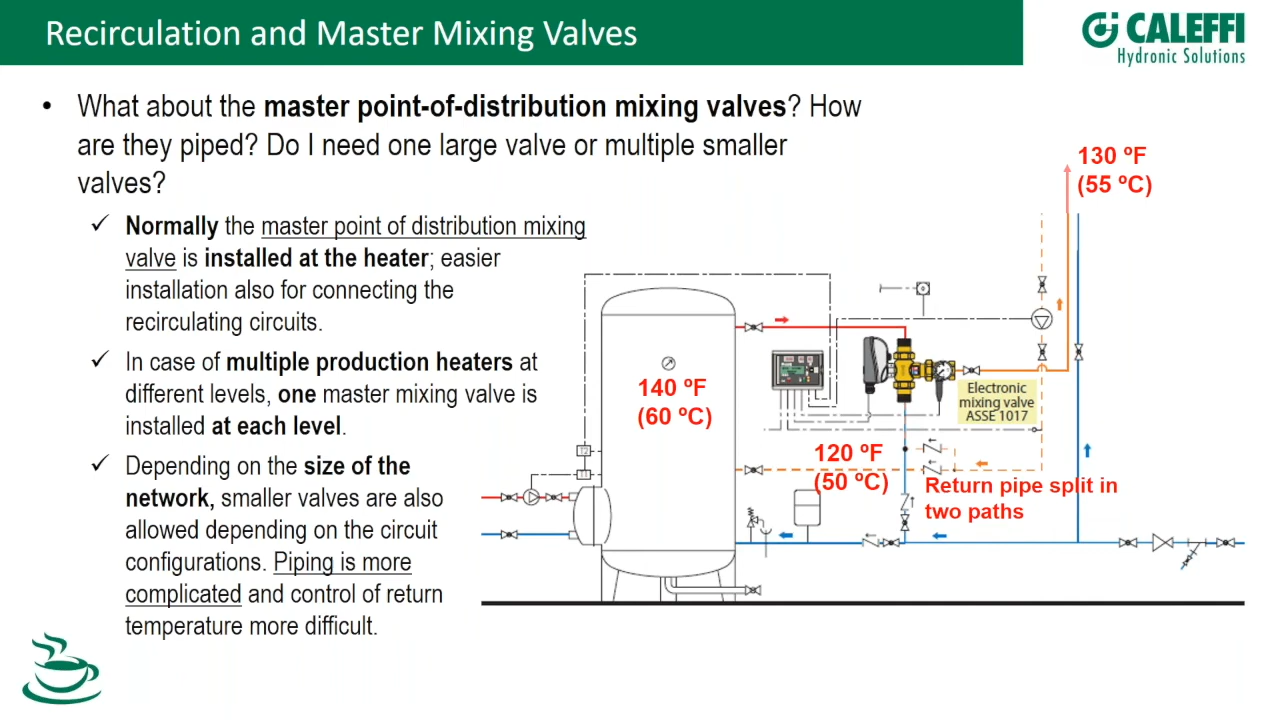 Recirculation and Master Mixing Valves
CALEFFI
Hydronic Solutions
• What about the master point-of-distribution mixing valves? How
are they piped? Do I need one large valve or multiple smaller
valves?
✓ Normally the master point of distribution mixing
valve is installed at the heater; easier
installation also for connecting the
recirculating circuits.
✓ In case of multiple production heaters at
different levels, one master mixing valve is
installed at each level.
✓ Depending on the size of the
network, smaller valves are also
allowed depending on the circuit
configurations. Piping is more
complicated and control of return
temperature more difficult.
130 ºF
(55 ºC)
140 ºF
(60 ºC)
Electronic
mixing valve
ASSE 1017
120 ºF
(50 ºC)
Return pipe split in
two paths